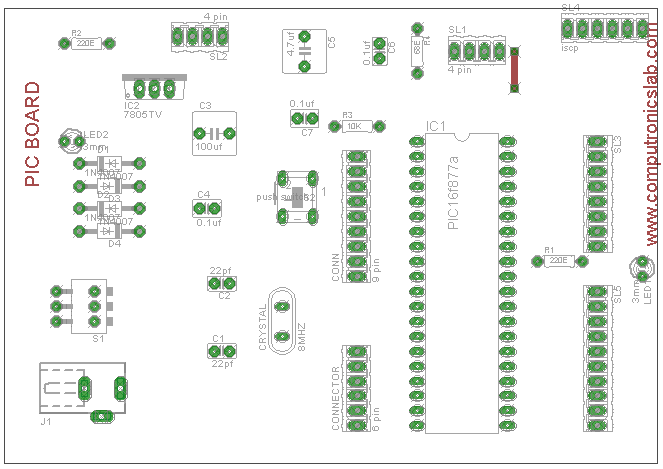 4 pin
SL2
R2
220E
4.7uf
C5
0.1uf
C6
68E
R4
SL1
4 pin
SL4
iscp
PIC BOARD
IC2
7805TV
C3
100uf
0.1uf
C7
R3
10K
IC1
PIC16f877a
SL3
www.computronicslab.com
LED2
3mm
D1
1N4007
1N4007
D2
D3
1N4007
1N4007
D4
C4
0.1uf
push switch
S2
1
CONN
9 pin
R1
220E
3mm
LED1
22pf
C2
CRYSTAL
8MHZ
SL5
S1
C1
22pf
CONNECTOR
6 pin
J1